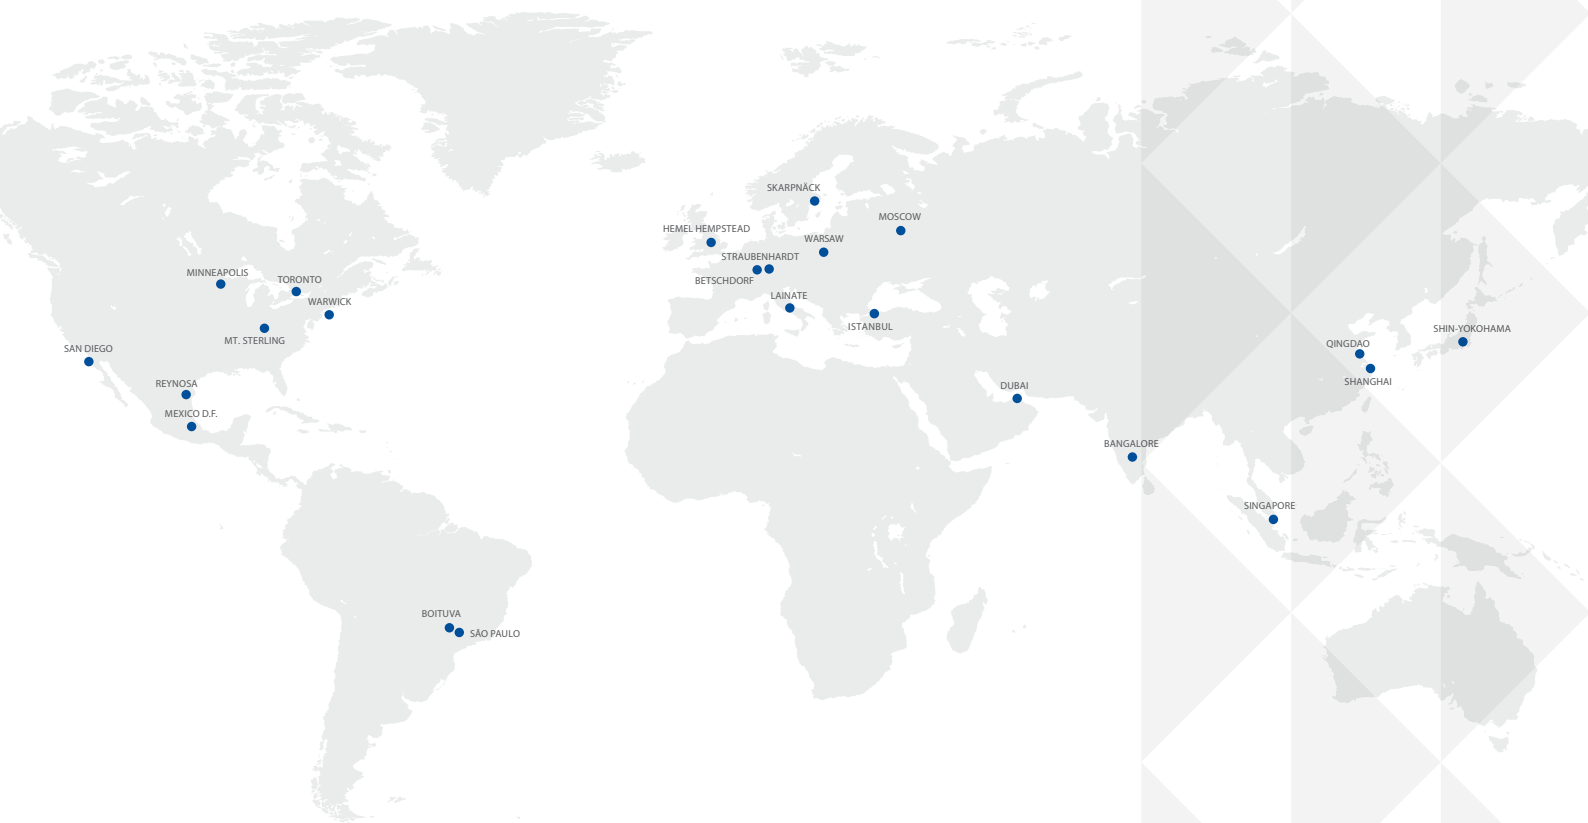 SKARPNÄCK
MOSCOW
HEMEL HEMPSTEAD
WARSAW
STRAUBENHARDT
MINNEAPOLIS
TORONTO
BETSCHDORF
LAINATE
WARWICK
ISTANBUL
SHIN-YOKOHAMA
MT. STERLING
QINGDAO
SAN DIEGO
SHANGHAI
REYNOSA
DUBAI
MEXICO D.F.
BANGALORE
SINGAPORE
BOITUVA
SÃO PAULO